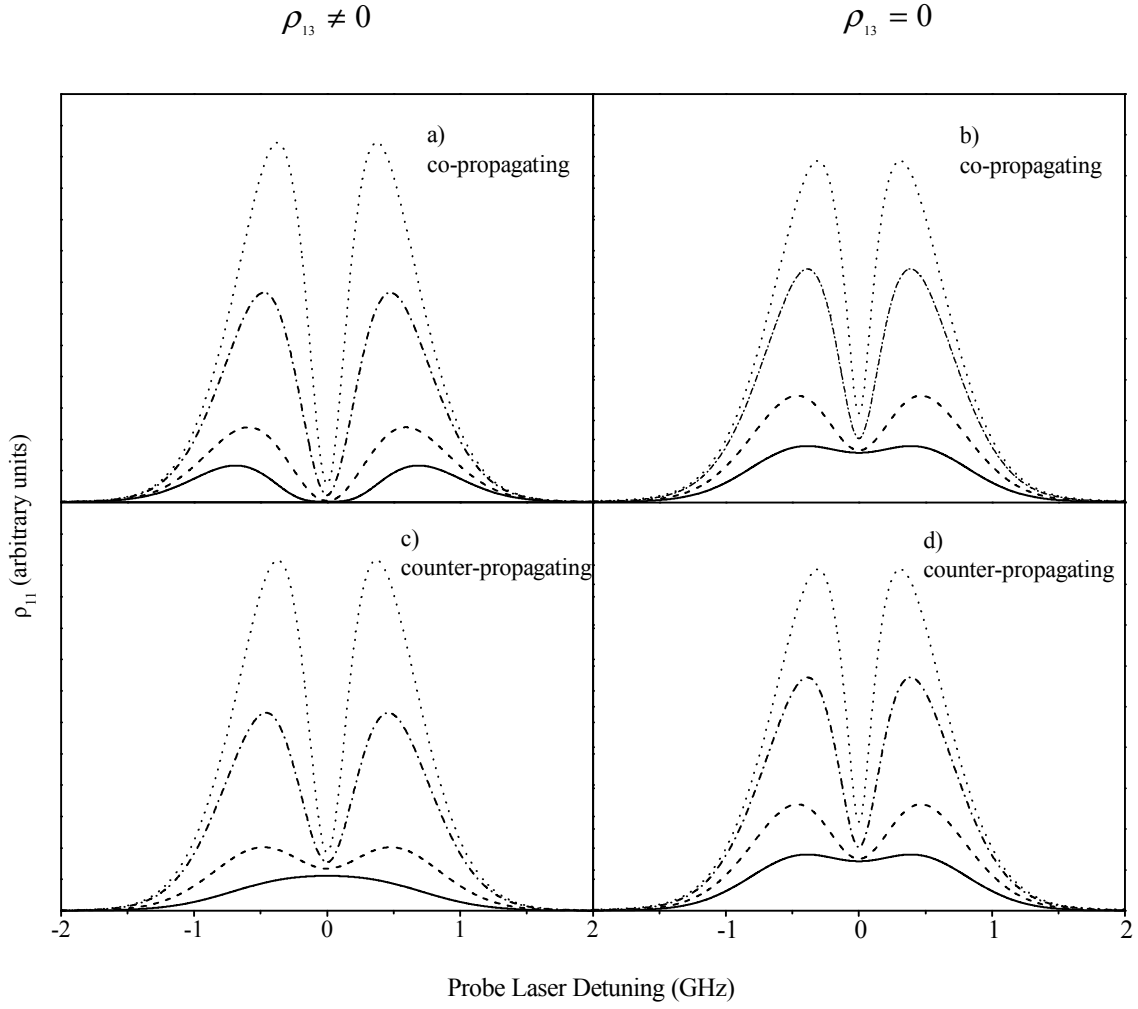 ρ₁₃ ≠ 0
ρ₁₃ = 0
a)
co-propagating
b)
co-propagating
c)
counter-propagating
d)
counter-propagating
ρ₁₁ (arbitrary units)
-2 -1 0 1 2 -1 0 1 2
Probe Laser Detuning (GHz)